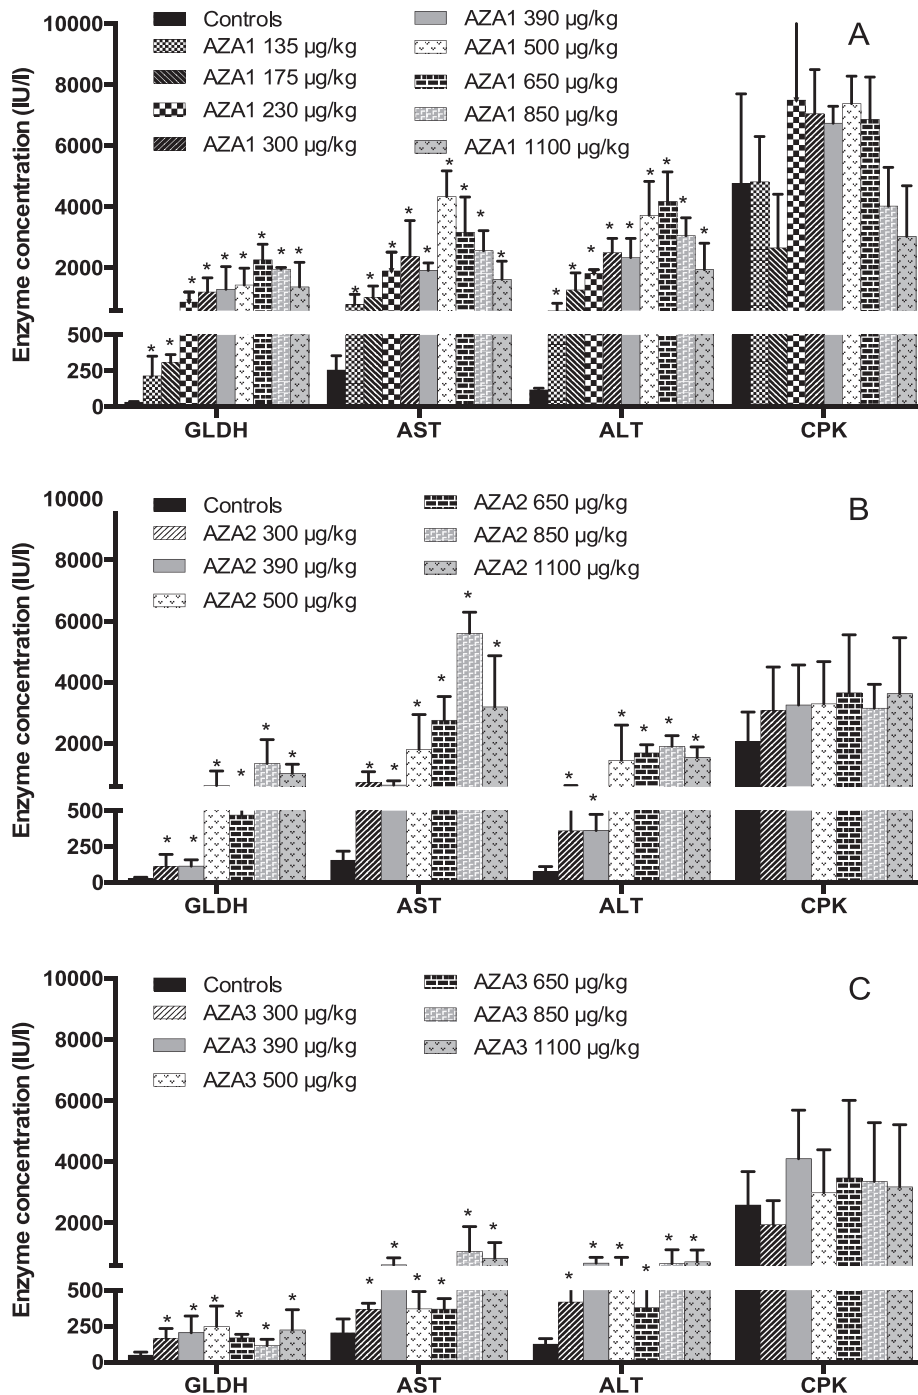 A
Controls
AZA1 135 µg/kg
AZA1 175 µg/kg
AZA1 230 µg/kg
AZA1 300 µg/kg
AZA1 390 µg/kg
AZA1 500 µg/kg
AZA1 650 µg/kg
AZA1 850 µg/kg
AZA1 1100 µg/kg
Enzyme concentration (IU/l)
10000
8000
6000
4000
2000
500
250
0
* * * * * * * * *
* * * * * * * * *
* * * * * * * * *
GLDH AST ALT CPK
B
Controls
AZA2 300 µg/kg
AZA2 390 µg/kg
AZA2 500 µg/kg
AZA2 650 µg/kg
AZA2 850 µg/kg
AZA2 1100 µg/kg
Enzyme concentration (IU/l)
10000
8000
6000
4000
2000
500
250
0
* * * * * *
* * * * * *
* * * * * *
GLDH AST ALT CPK
C
Controls
AZA3 300 µg/kg
AZA3 390 µg/kg
AZA3 500 µg/kg
AZA3 650 µg/kg
AZA3 850 µg/kg
AZA3 1100 µg/kg
Enzyme concentration (IU/l)
10000
8000
6000
4000
2000
500
250
0
* * * * * *
* * * * * *
* * * * * *
GLDH AST ALT CPK